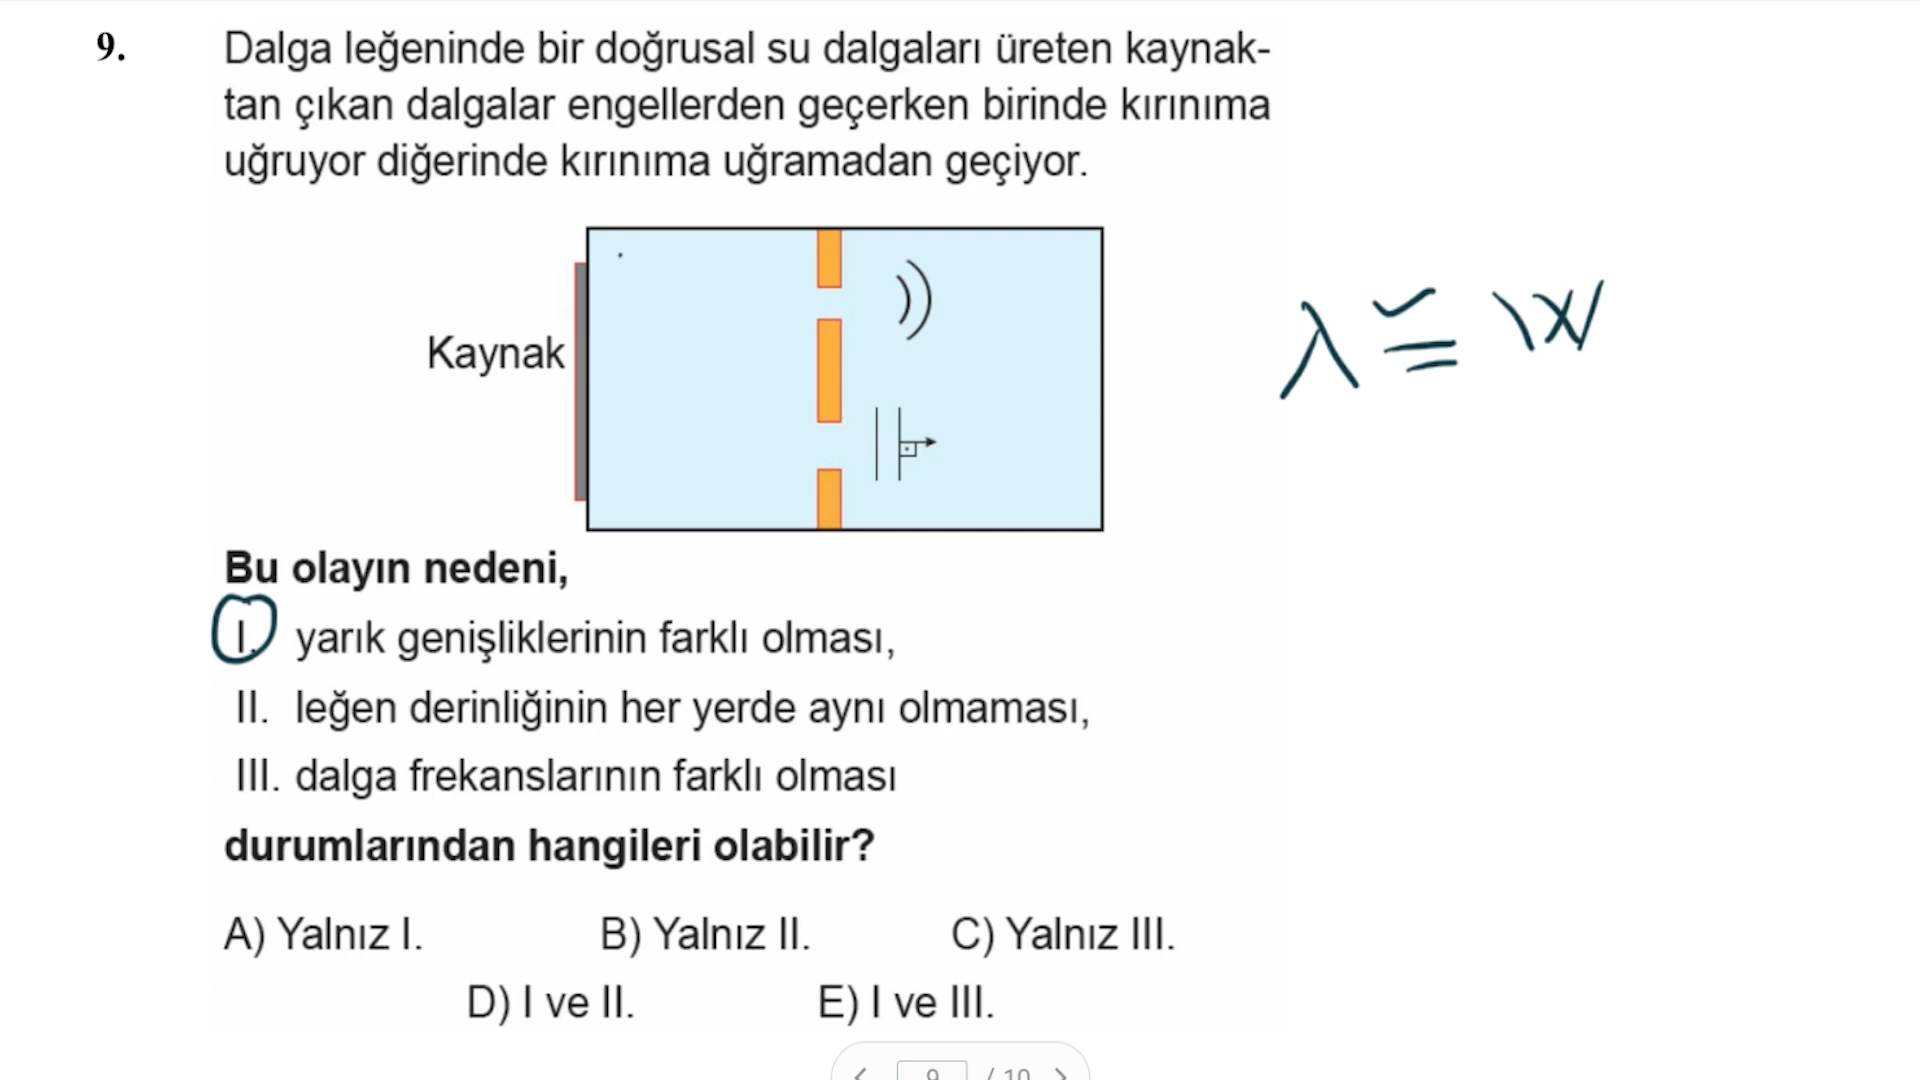 9.
Dalga leğeninde bir doğrusal su dalgaları üreten kaynak-
tan çıkan dalgalar engellerden geçerken birinde kırınıma
uğruyor diğerinde kırınıma uğramadan geçiyor.
Kaynak
λ ≅ w
Bu olayın nedeni,
I. yarık genişliklerinin farklı olması,
II. leğen derinliğinin her yerde aynı olmaması,
III. dalga frekanslarının farklı olması
durumlarından hangileri olabilir?
A) Yalnız I. B) Yalnız II. C) Yalnız III.
D) I ve II. E) I ve III.
9 / 10